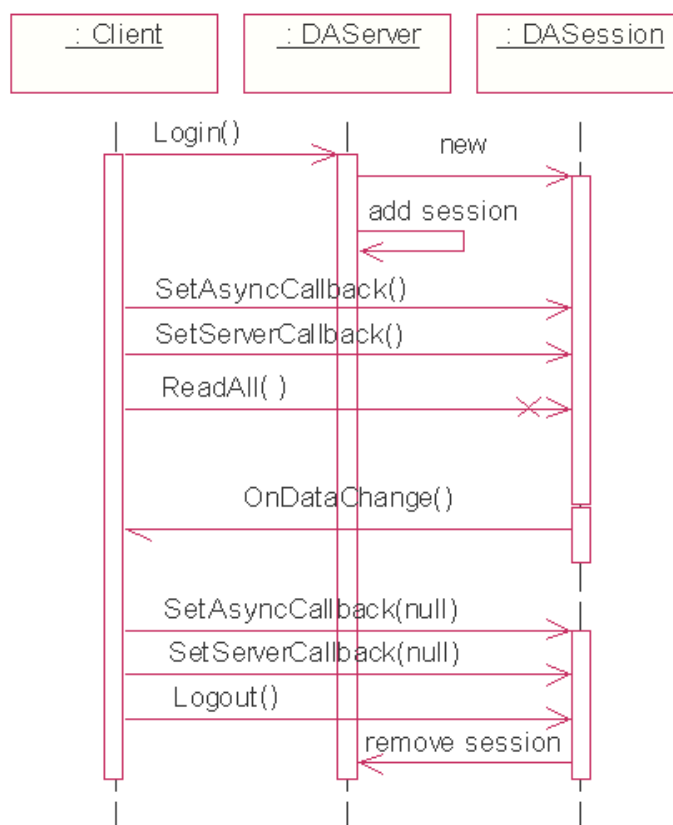 : Client
: DAServer
: DASession
Login()
new
add session
SetAsyncCallback()
SetServerCallback()
ReadAll( )
OnDataChange()
SetAsyncCallback(null)
SetServerCallback(null)
Logout()
remove session